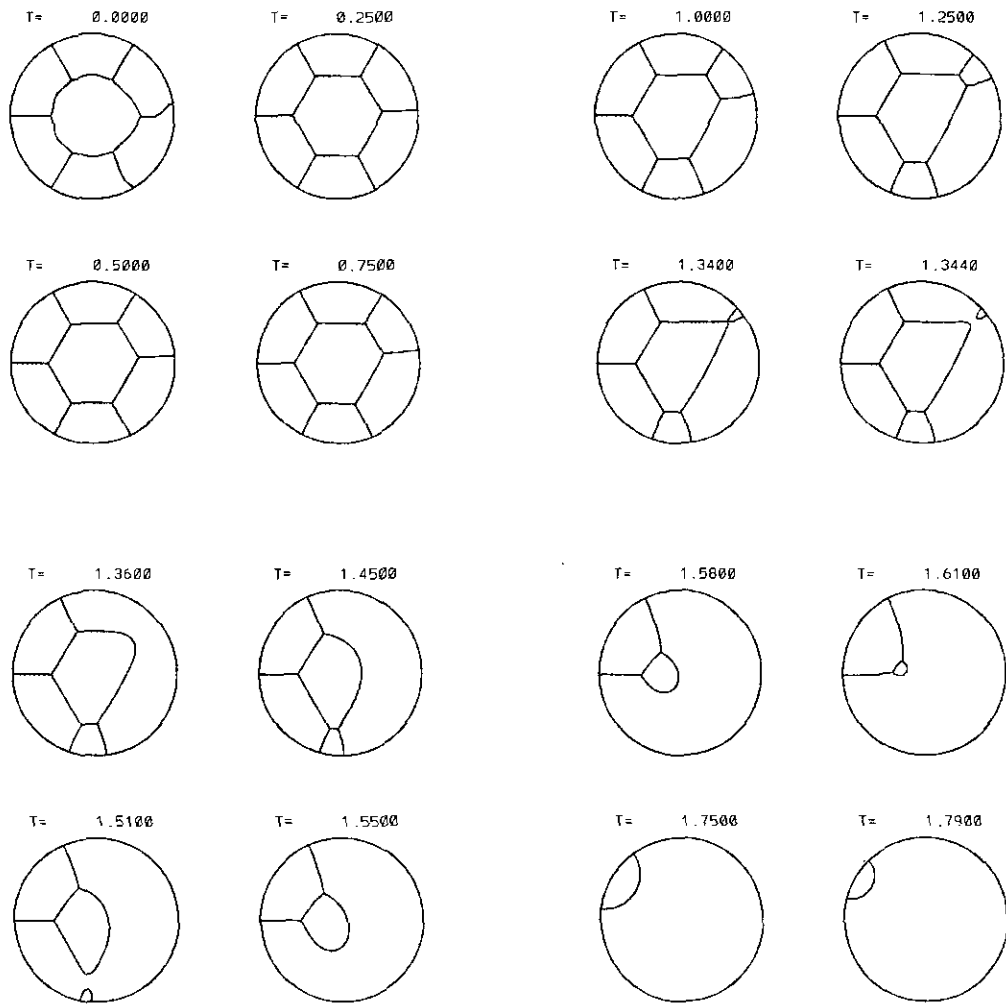 T= 0.0000
T= 0.2500
T= 1.0000
T= 1.2500
T= 0.5000
T= 0.7500
T= 1.3400
T= 1.3440
T= 1.3600
T= 1.4500
T= 1.5800
T= 1.6100
T= 1.5100
T= 1.5500
T= 1.7500
T= 1.7900